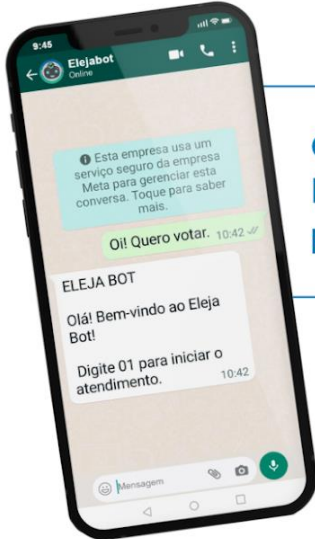 9:45
Elejabot
Online
Esta empresa usa um
serviço seguro da empresa
Meta para gerenciar esta
conversa. Toque para saber
mais.
Oi! Quero votar. 10:42
ELEJA BOT
Olá! Bem-vindo ao Eleja
Bot!
Digite 01 para iniciar o
atendimento. 10:42
Mensagem